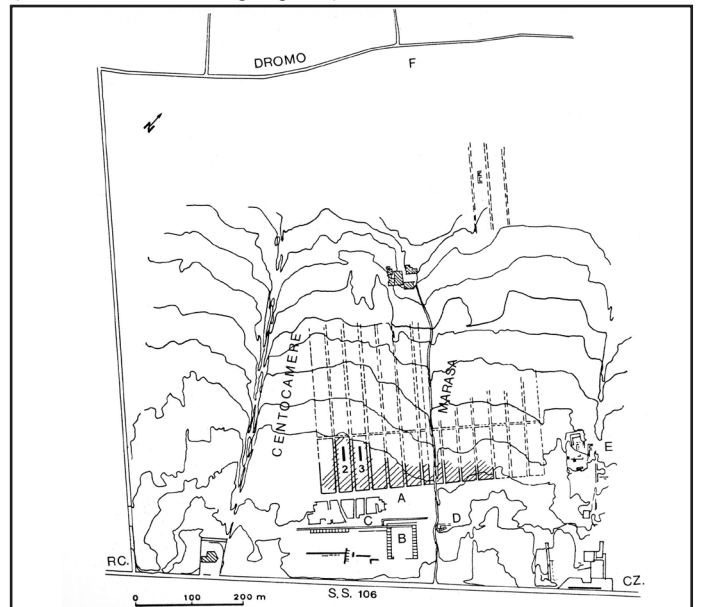 DROMO
F
N
CENTOCAMERE
MARASA
E
2 3
A
C
D
B
RC.
CZ.
S.S. 106
0 100 200 m